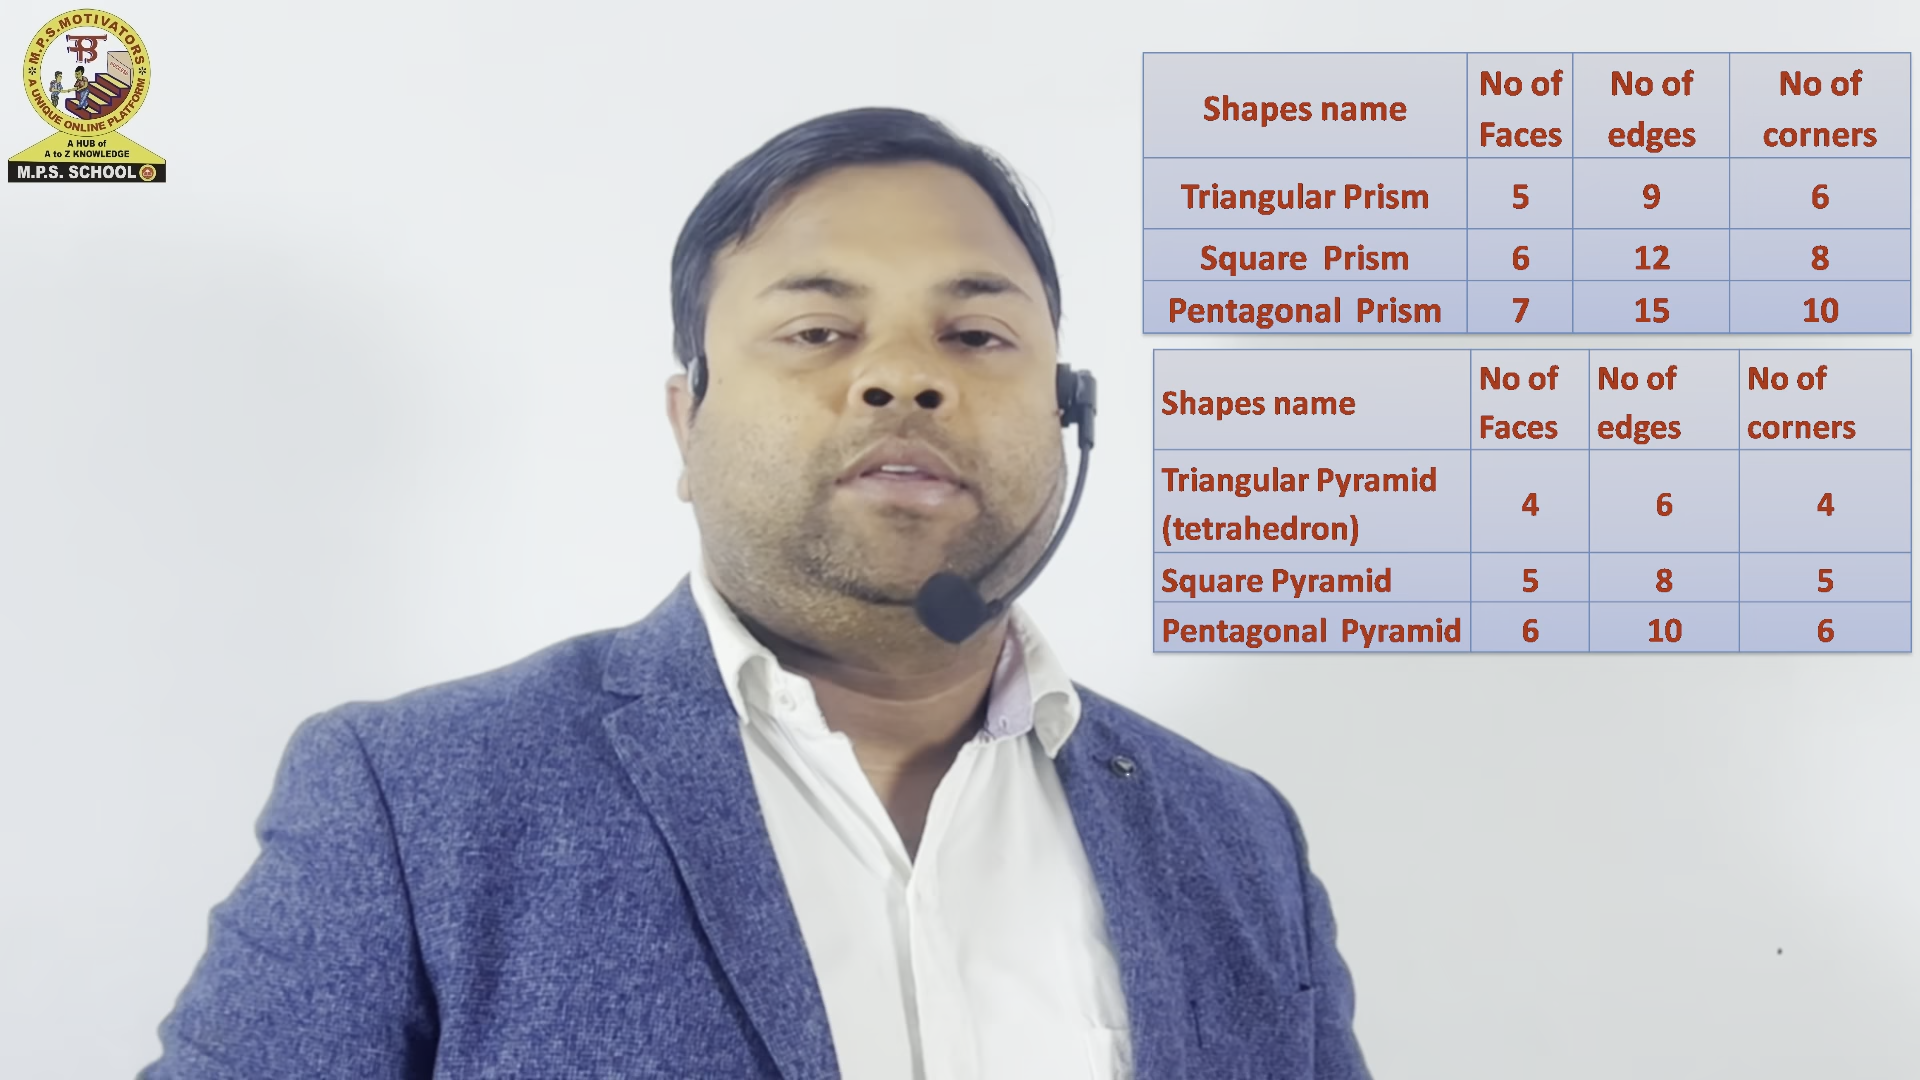 M.P.S.MOTIVATORS
A UNIQUE ONLINE PLATFORM
A HUB of
A to Z KNOWLEDGE
M.P.S. SCHOOL
Shapes name No of Faces No of edges No of corners
Triangular Prism 5 9 6
Square Prism 6 12 8
Pentagonal Prism 7 15 10
Shapes name No of Faces No of edges No of corners
Triangular Pyramid (tetrahedron) 4 6 4
Square Pyramid 5 8 5
Pentagonal Pyramid 6 10 6